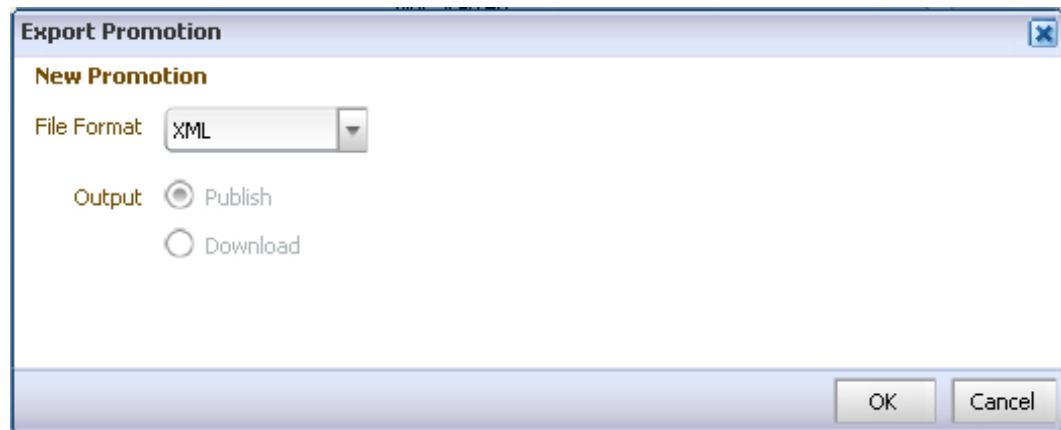 Export Promotion
New Promotion
File Format XML
Output Publish
Download
OK Cancel